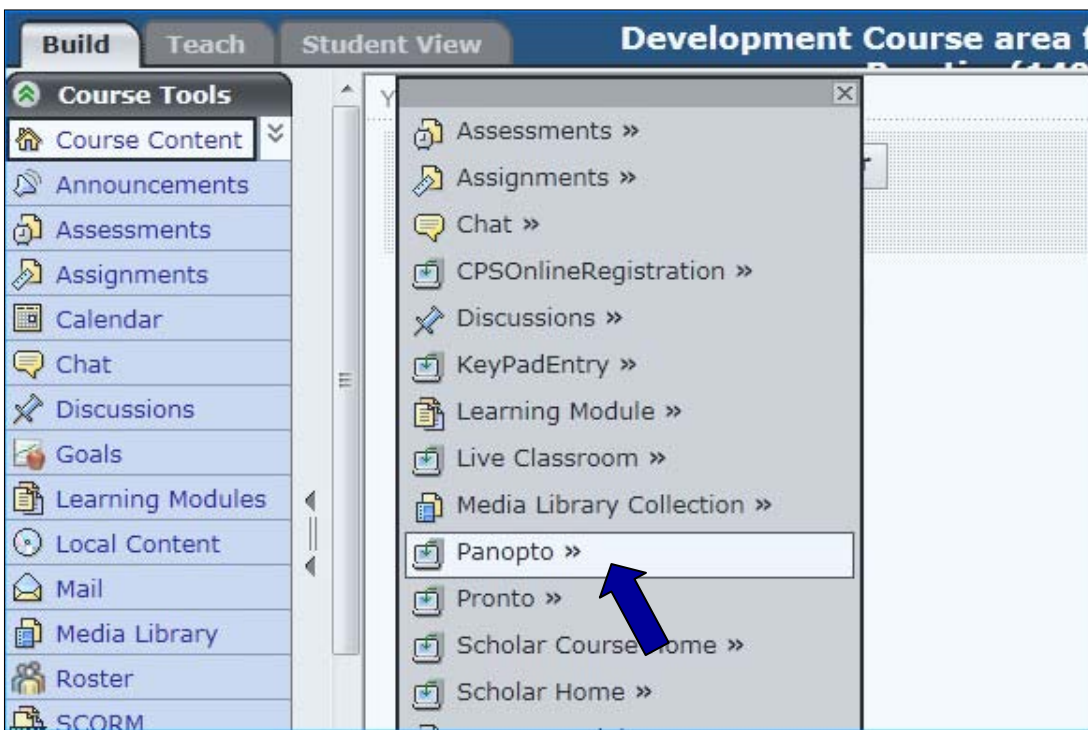 Build
Teach
Student View
Development Course area f
Course Tools
Course Content
Announcements
Assessments
Assignments
Calendar
Chat
Discussions
Goals
Learning Modules
Local Content
Mail
Media Library
Roster
SCORM
Y
Assessments »
Assignments »
Chat »
CPSOnlineRegistration »
Discussions »
KeyPadEntry »
Learning Module »
Live Classroom »
Media Library Collection »
Panopto »
Pronto »
Scholar Course Home »
Scholar Home »